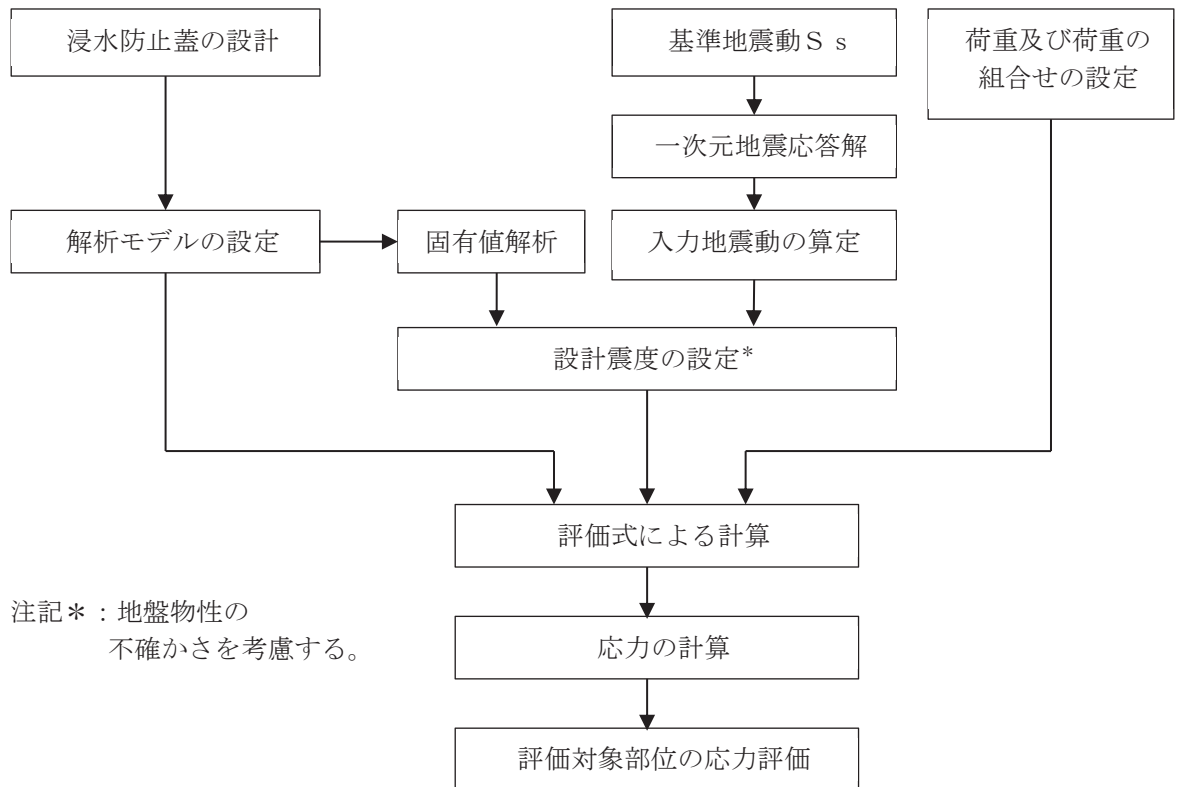 浸水防止蓋の設計
基準地震動Ｓｓ
荷重及び荷重の
組合せの設定
一次元地震応答解
解析モデルの設定
固有値解析
入力地震動の算定
設計震度の設定*
評価式による計算
注記＊：地盤物性の
不確かさを考慮する。
応力の計算
評価対象部位の応力評価